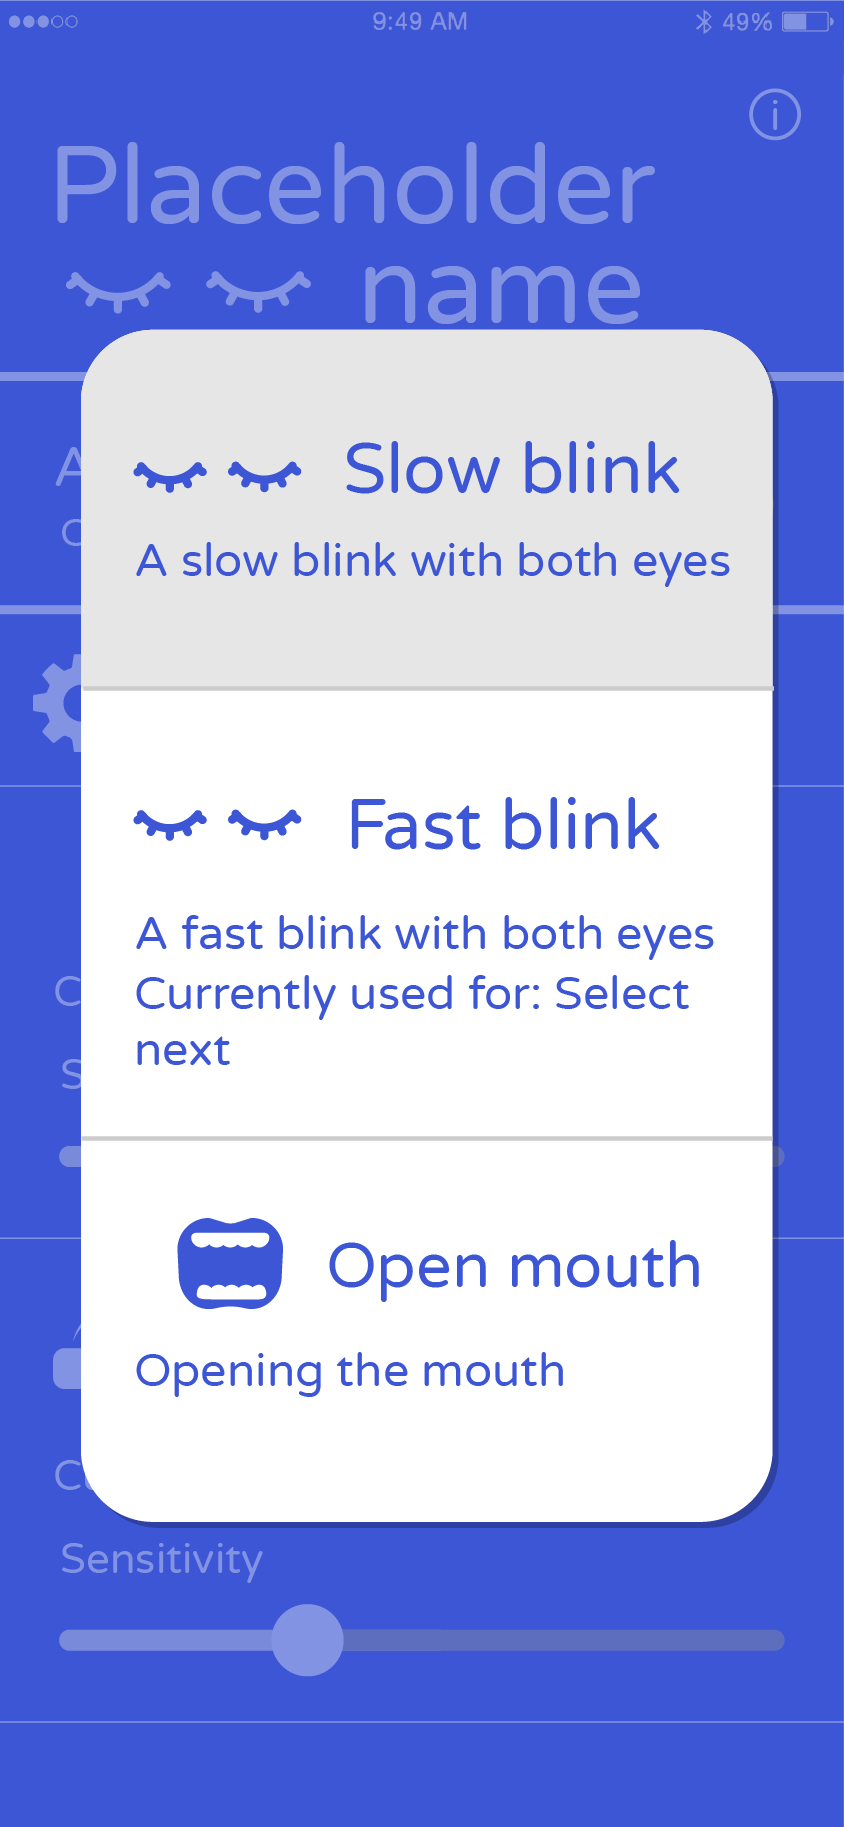 9:49 AM
49%
Placeholder
name
Slow blink
A slow blink with both eyes
Fast blink
A fast blink with both eyes
Currently used for: Select
next
Open mouth
Opening the mouth
Sensitivity